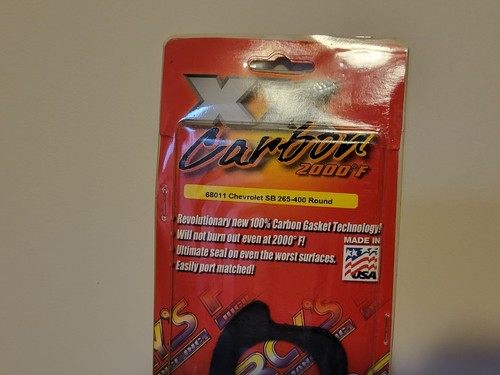 XX
Carbon
2000°F
68011 Chevrolet SB 265-400 Round
Revolutionary new 100% Carbon Gasket Technology!
Will not burn out even at 2000° F!
Ultimate seal on even the worst surfaces.
Easily port matched!
MADE IN
USA